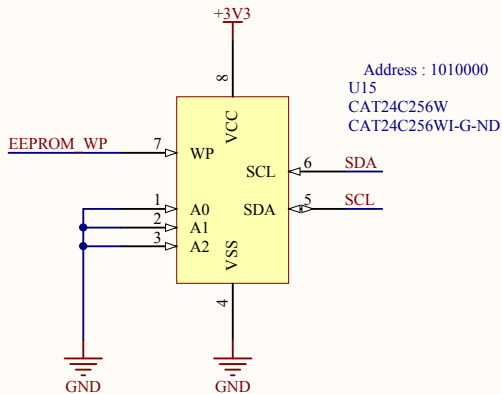 +3V3
Address : 1010000
U15
CAT24C256W
CAT24C256WI-G-ND
8
VCC
EEPROM_WP
7
WP
SCL
6
SDA
1
A0
SDA
5
SCL
2
A1
3
A2
VSS
4
GND
GND